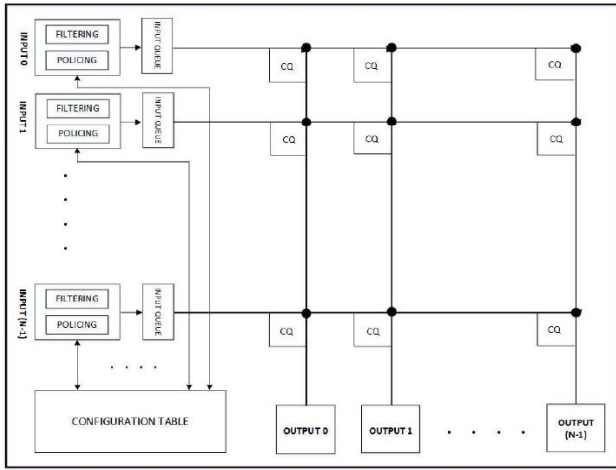 INPUT 0
FILTERING
POLICING
INPUT QUEUE
CQ
CQ
CQ
INPUT 1
FILTERING
POLICING
INPUT QUEUE
CQ
CQ
CQ
INPUT(N-1)
FILTERING
POLICING
INPUT QUEUE
CQ
CQ
CQ
CONFIGURATION TABLE
OUTPUT 0
OUTPUT 1
OUTPUT
(N-1)